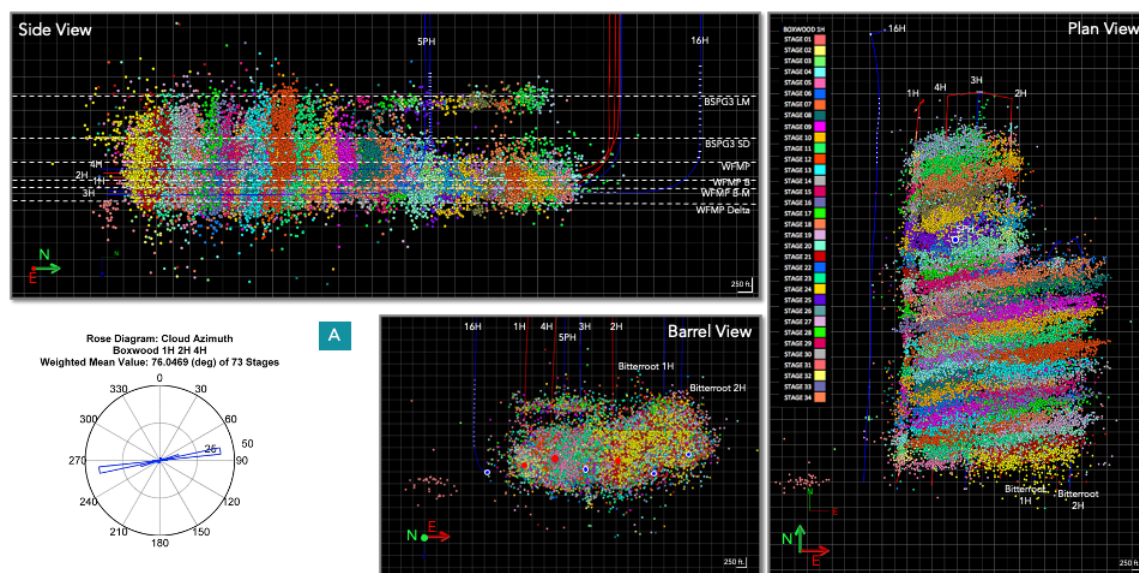 Side View
5PH
16H
BSPG3 LM
BSPG3 SD
WFMP
WFMP B
WFMP B-M
WFMP Delta
4H
2H
1H
3H
N
E
N
250 ft.
Plan View
BOXWOOD 1H
STAGE 01
STAGE 02
STAGE 03
STAGE 04
STAGE 05
STAGE 06
STAGE 07
STAGE 08
STAGE 09
STAGE 10
STAGE 11
STAGE 12
STAGE 13
STAGE 14
STAGE 15
STAGE 16
STAGE 17
STAGE 18
STAGE 19
STAGE 20
STAGE 21
STAGE 22
STAGE 23
STAGE 24
STAGE 25
STAGE 26
STAGE 27
STAGE 28
STAGE 29
STAGE 30
STAGE 31
STAGE 32
STAGE 33
STAGE 34
16H
1H
4H
3H
2H
5PH
Bitterroot 1H
Bitterroot 2H
N
E
N
E
250 ft.
Rose Diagram: Cloud Azimuth
Boxwood 1H 2H 4H
Weighted Mean Value: 76.0469 (deg) of 73 Stages
0
30
60
90
120
150
180
210
240
270
300
330
25
50
A
Barrel View
16H
1H
4H
5PH
3H
2H
Bitterroot 1H
Bitterroot 2H
N
E
250 ft.